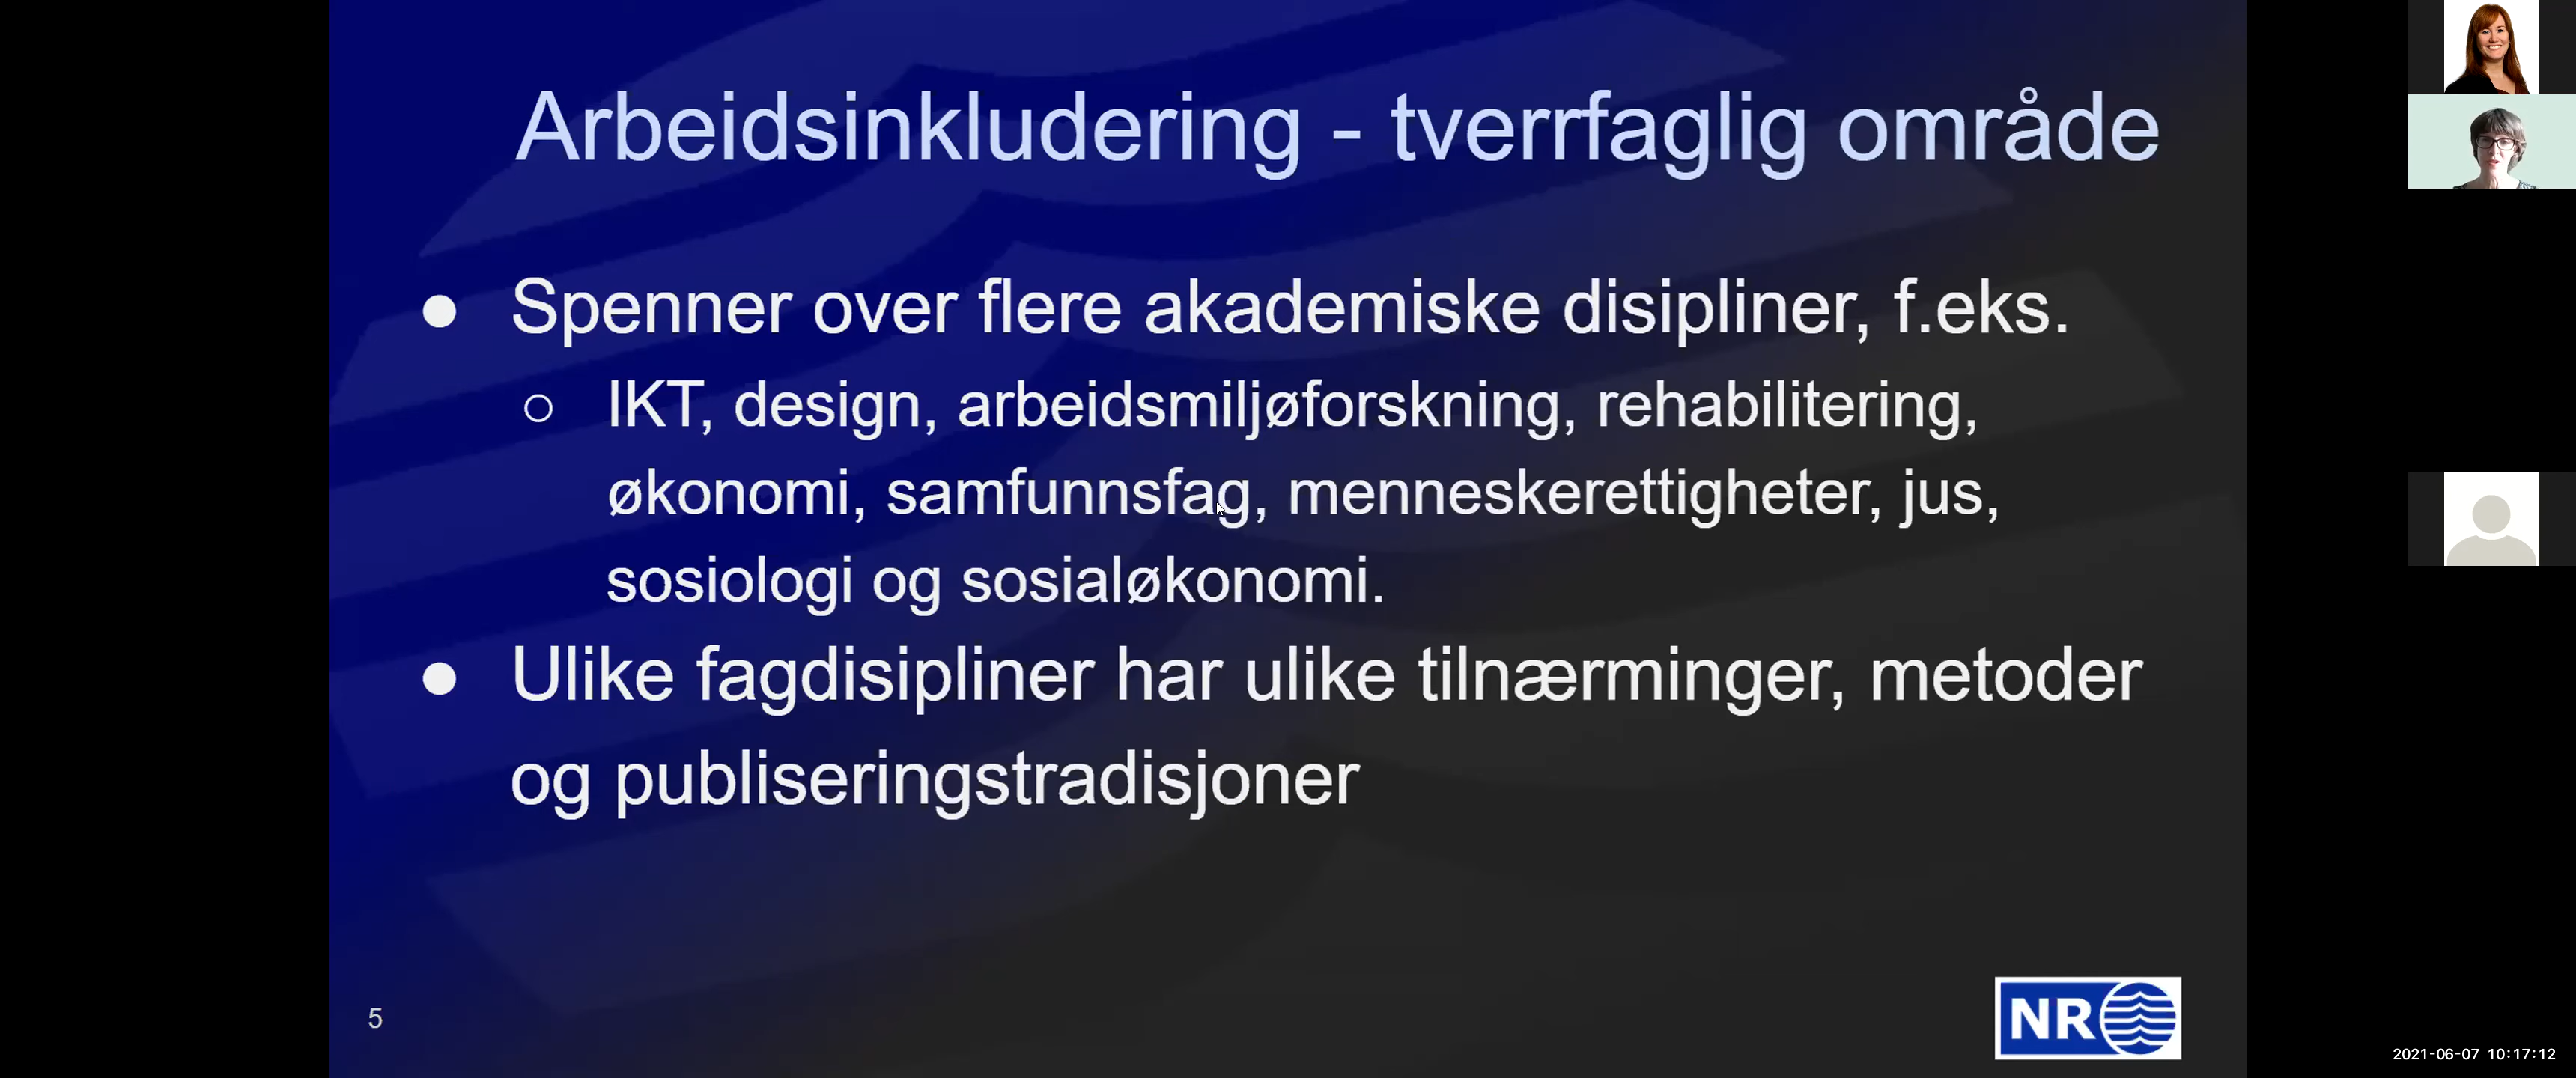 Arbeidsinkludering - tverrfaglig område
● Spenner over flere akademiske disipliner, f.eks.
○ IKT, design, arbeidsmiljøforskning, rehabilitering,
økonomi, samfunnsfag, menneskerettigheter, jus,
sosiologi og sosialøkonomi.
● Ulike fagdisipliner har ulike tilnærminger, metoder
og publiseringstradisjoner
5
NR
2021-06-07 10:17:12